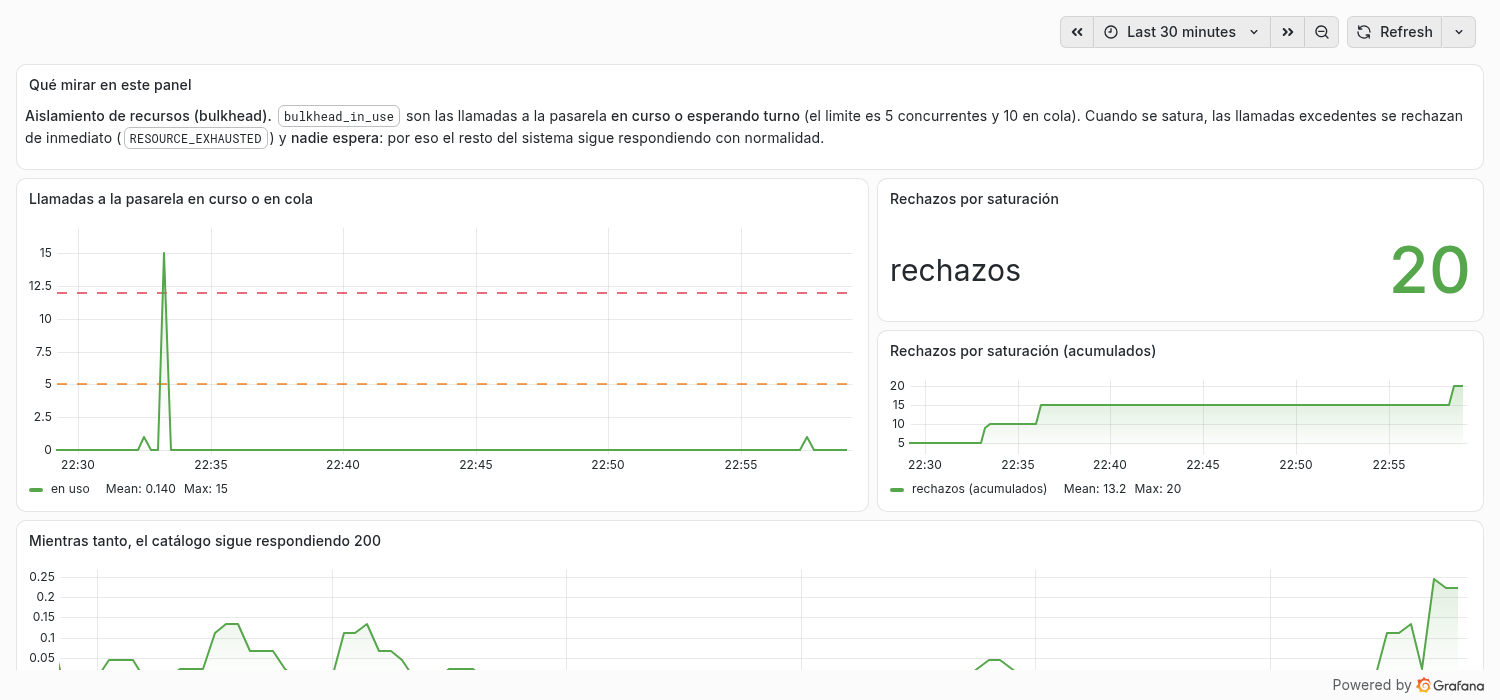 Last 30 minutes
Refresh
Qué mirar en este panel
Aislamiento de recursos (bulkhead). bulkhead_in_use son las llamadas a la pasarela en curso o esperando turno (el limite es 5 concurrentes y 10 en cola). Cuando se satura, las llamadas excedentes se rechazan
de inmediato ( RESOURCE_EXHAUSTED ) y nadie espera: por eso el resto del sistema sigue respondiendo con normalidad.
Llamadas a la pasarela en curso o en cola
15
12.5
10
7.5
5
2.5
0
22:30 22:35 22:40 22:45 22:50 22:55
en uso Mean: 0.140 Max: 15
Rechazos por saturación
rechazos 20
Rechazos por saturación (acumulados)
20
15
10
5
22:30 22:35 22:40 22:45 22:50 22:55
rechazos (acumulados) Mean: 13.2 Max: 20
Mientras tanto, el catálogo sigue respondiendo 200
0.25
0.2
0.15
0.1
0.05
Powered by Grafana